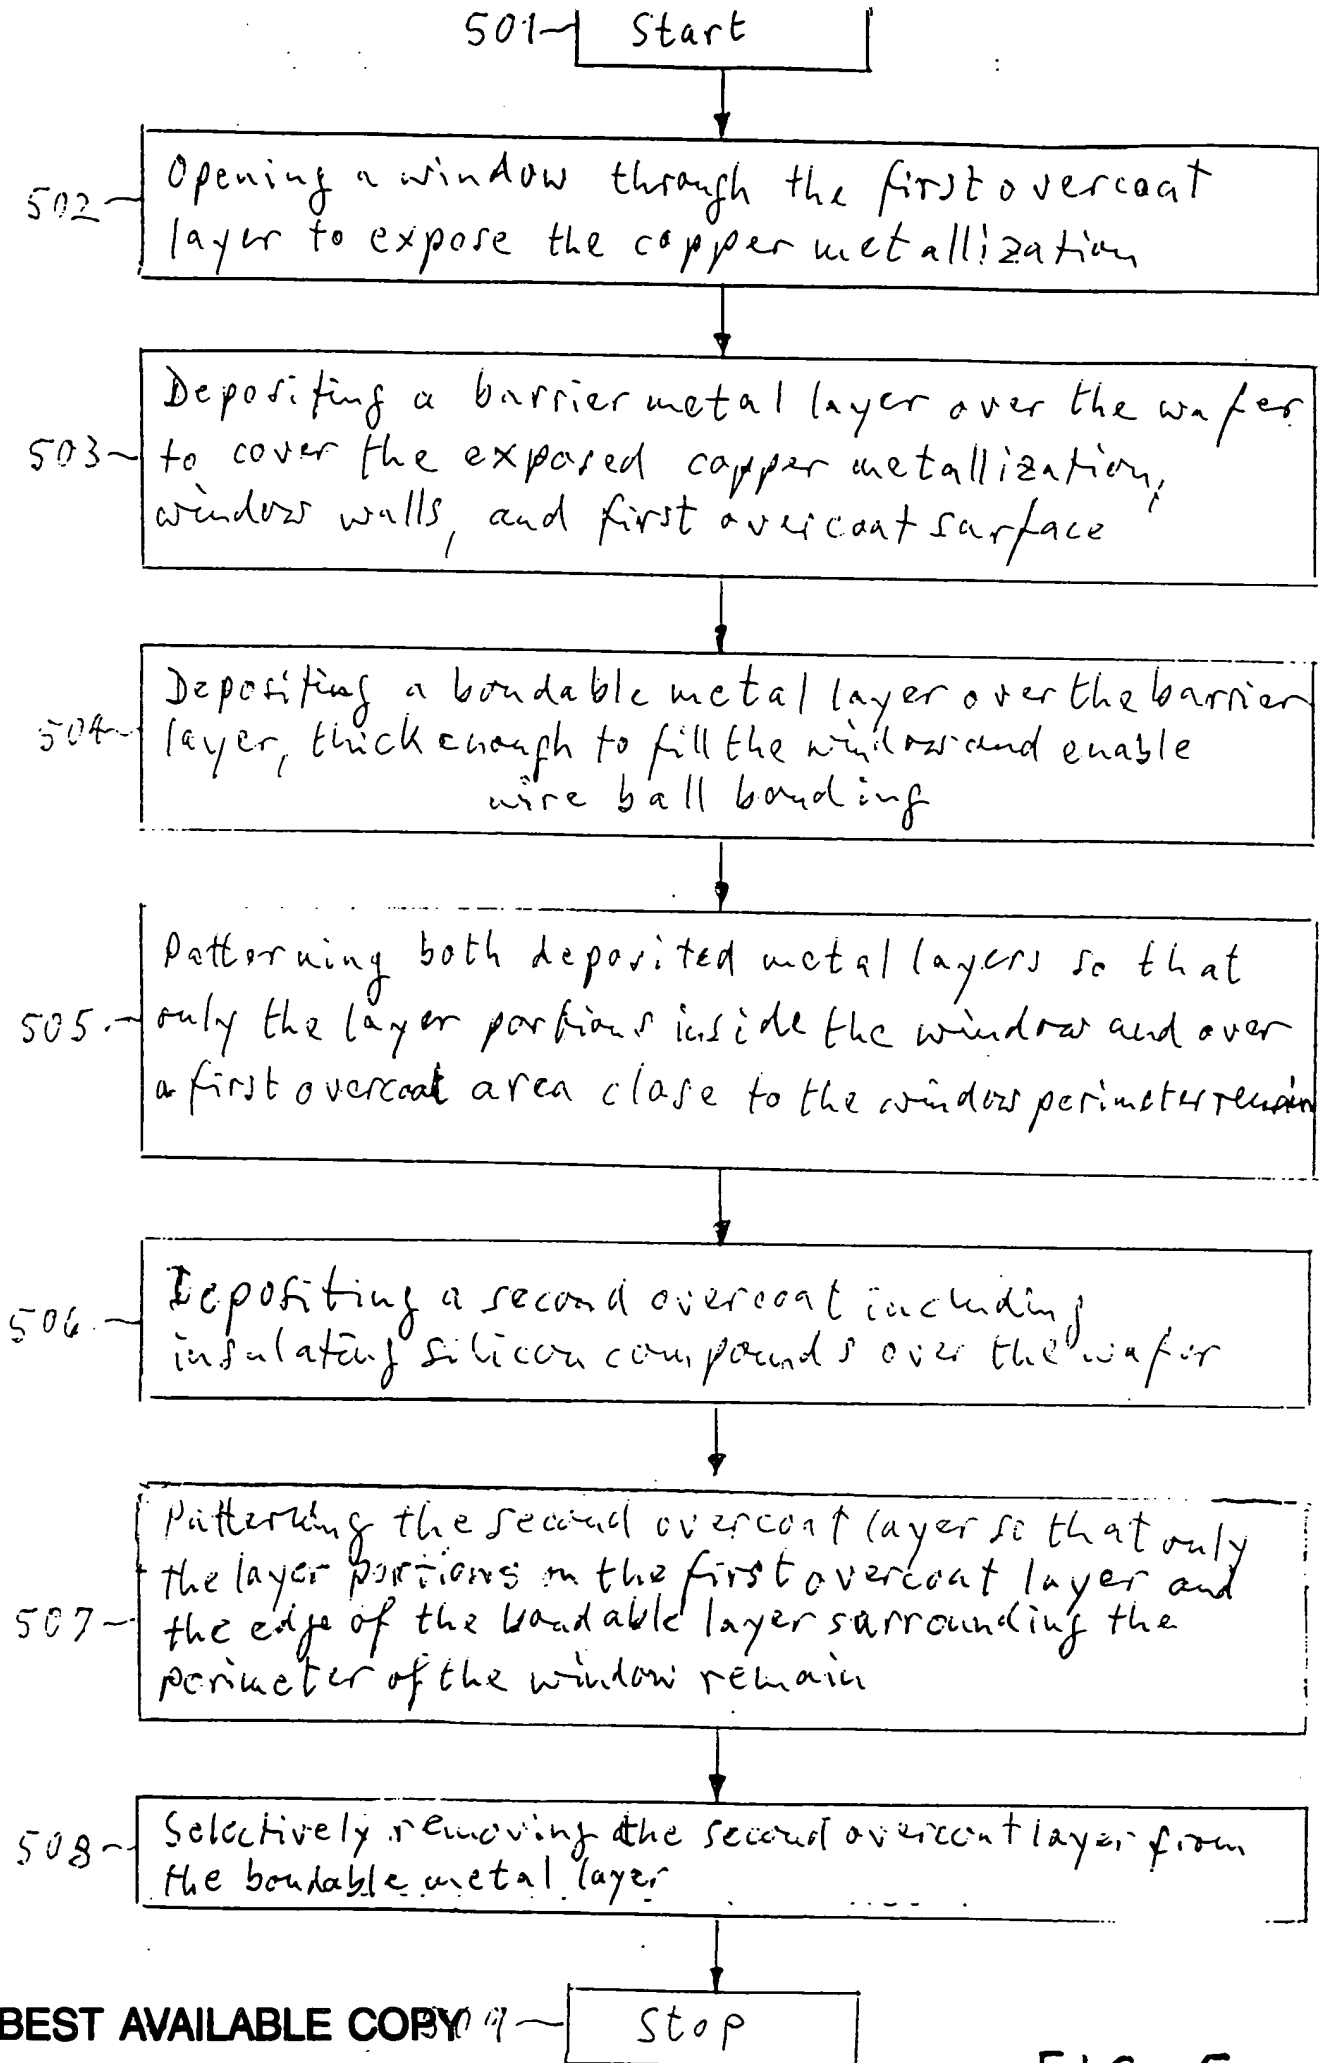 501 Start
502 Opening a window through the first overcoat
layer to expose the copper metallization
Depositing a barrier metal layer over the wafer
503 to cover the exposed copper metallization,
window walls, and first overcoat surface
Depositing a bondable metal layer over the barrier
504 layer, thick enough to fill the window and enable
wire ball bonding
Patterning both deposited metal layers so that
505 only the layer portions inside the window and over
a first overcoat area close to the window perimeter remain
506 Depositing a second overcoat including
insulating silicon compounds over the wafer
Patterning the second overcoat layer so that only
the layer portions on the first overcoat layer and
507 the edge of the bondable layer surrounding the
perimeter of the window remain
508 Selectively removing the second overcoat layer from
the bondable metal layer
BEST AVAILABLE COPY 509 Stop
FIG. 5